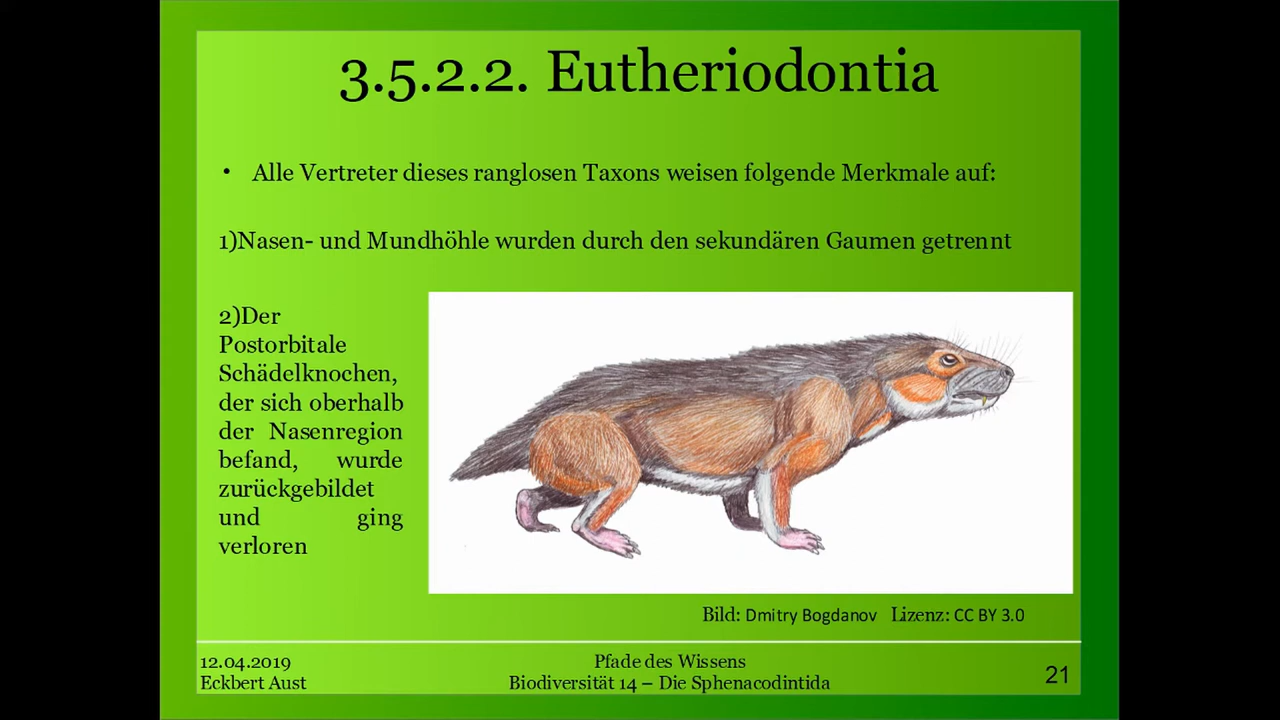 3.5.2.2. Eutheriodontia
• Alle Vertreter dieses ranglosen Taxons weisen folgende Merkmale auf:
1)Nasen- und Mundhöhle wurden durch den sekundären Gaumen getrennt
2)Der
Postorbitale
Schädelknochen,
der sich oberhalb
der Nasenregion
befand, wurde
zurückgebildet
und ging
verloren
Bild: Dmitry Bogdanov Lizenz: CC BY 3.0
12.04.2019
Eckbert Aust
Pfade des Wissens
Biodiversität 14 – Die Sphenacodintida
21